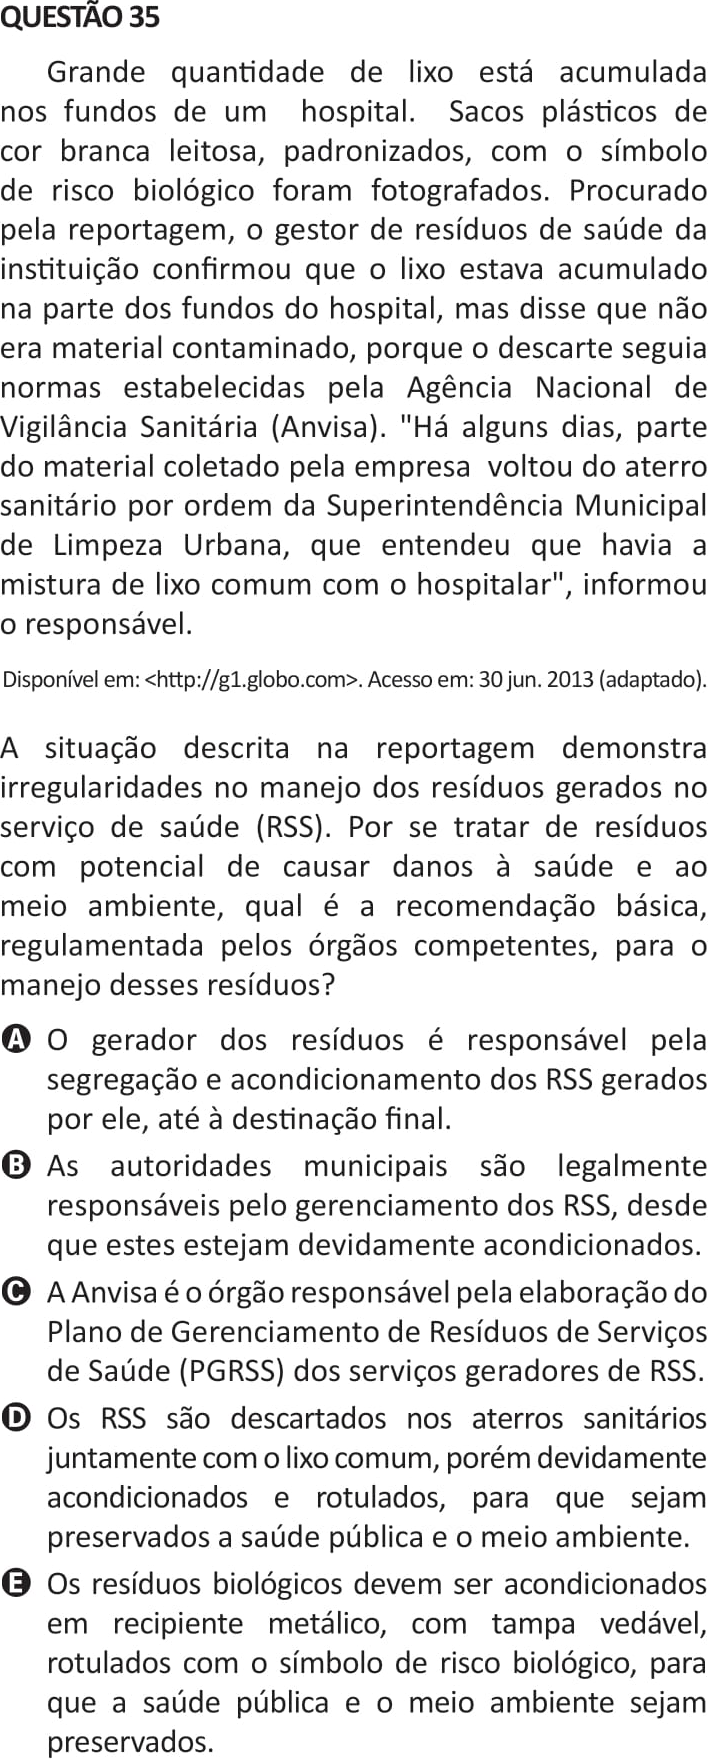 QUESTÃO 35
Grande quantidade de lixo está acumulada
nos fundos de um hospital. Sacos plásticos de
cor branca leitosa, padronizados, com o símbolo
de risco biológico foram fotografados. Procurado
pela reportagem, o gestor de resíduos de saúde da
instituição confirmou que o lixo estava acumulado
na parte dos fundos do hospital, mas disse que não
era material contaminado, porque o descarte seguia
normas estabelecidas pela Agência Nacional de
Vigilância Sanitária (Anvisa). "Há alguns dias, parte
do material coletado pela empresa voltou do aterro
sanitário por ordem da Superintendência Municipal
de Limpeza Urbana, que entendeu que havia a
mistura de lixo comum com o hospitalar", informou
o responsável.
Disponível em: <http://g1.globo.com>. Acesso em: 30 jun. 2013 (adaptado).
A situação descrita na reportagem demonstra
irregularidades no manejo dos resíduos gerados no
serviço de saúde (RSS). Por se tratar de resíduos
com potencial de causar danos à saúde e ao
meio ambiente, qual é a recomendação básica,
regulamentada pelos órgãos competentes, para o
manejo desses resíduos?
A O gerador dos resíduos é responsável pela
segregação e acondicionamento dos RSS gerados
por ele, até à destinação final.
B As autoridades municipais são legalmente
responsáveis pelo gerenciamento dos RSS, desde
que estes estejam devidamente acondicionados.
C A Anvisa é o órgão responsável pela elaboração do
Plano de Gerenciamento de Resíduos de Serviços
de Saúde (PGRSS) dos serviços geradores de RSS.
D Os RSS são descartados nos aterros sanitários
juntamente com o lixo comum, porém devidamente
acondicionados e rotulados, para que sejam
preservados a saúde pública e o meio ambiente.
E Os resíduos biológicos devem ser acondicionados
em recipiente metálico, com tampa vedável,
rotulados com o símbolo de risco biológico, para
que a saúde pública e o meio ambiente sejam
preservados.